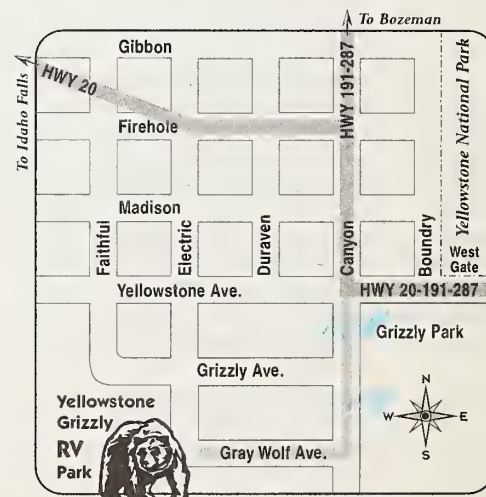 To Bozeman
Gibbon
To Idaho Falls
HWY 20
HWY 191-287
Yellowstone National Park
Firehole
Madison
Faithful
Electric
Duraven
Canyon
Boundry
West
Gate
Yellowstone Ave.
HWY 20-191-287
Grizzly Park
Grizzly Ave.
Yellowstone
Grizzly
RV
Park
Gray Wolf Ave.
N
W
E
S